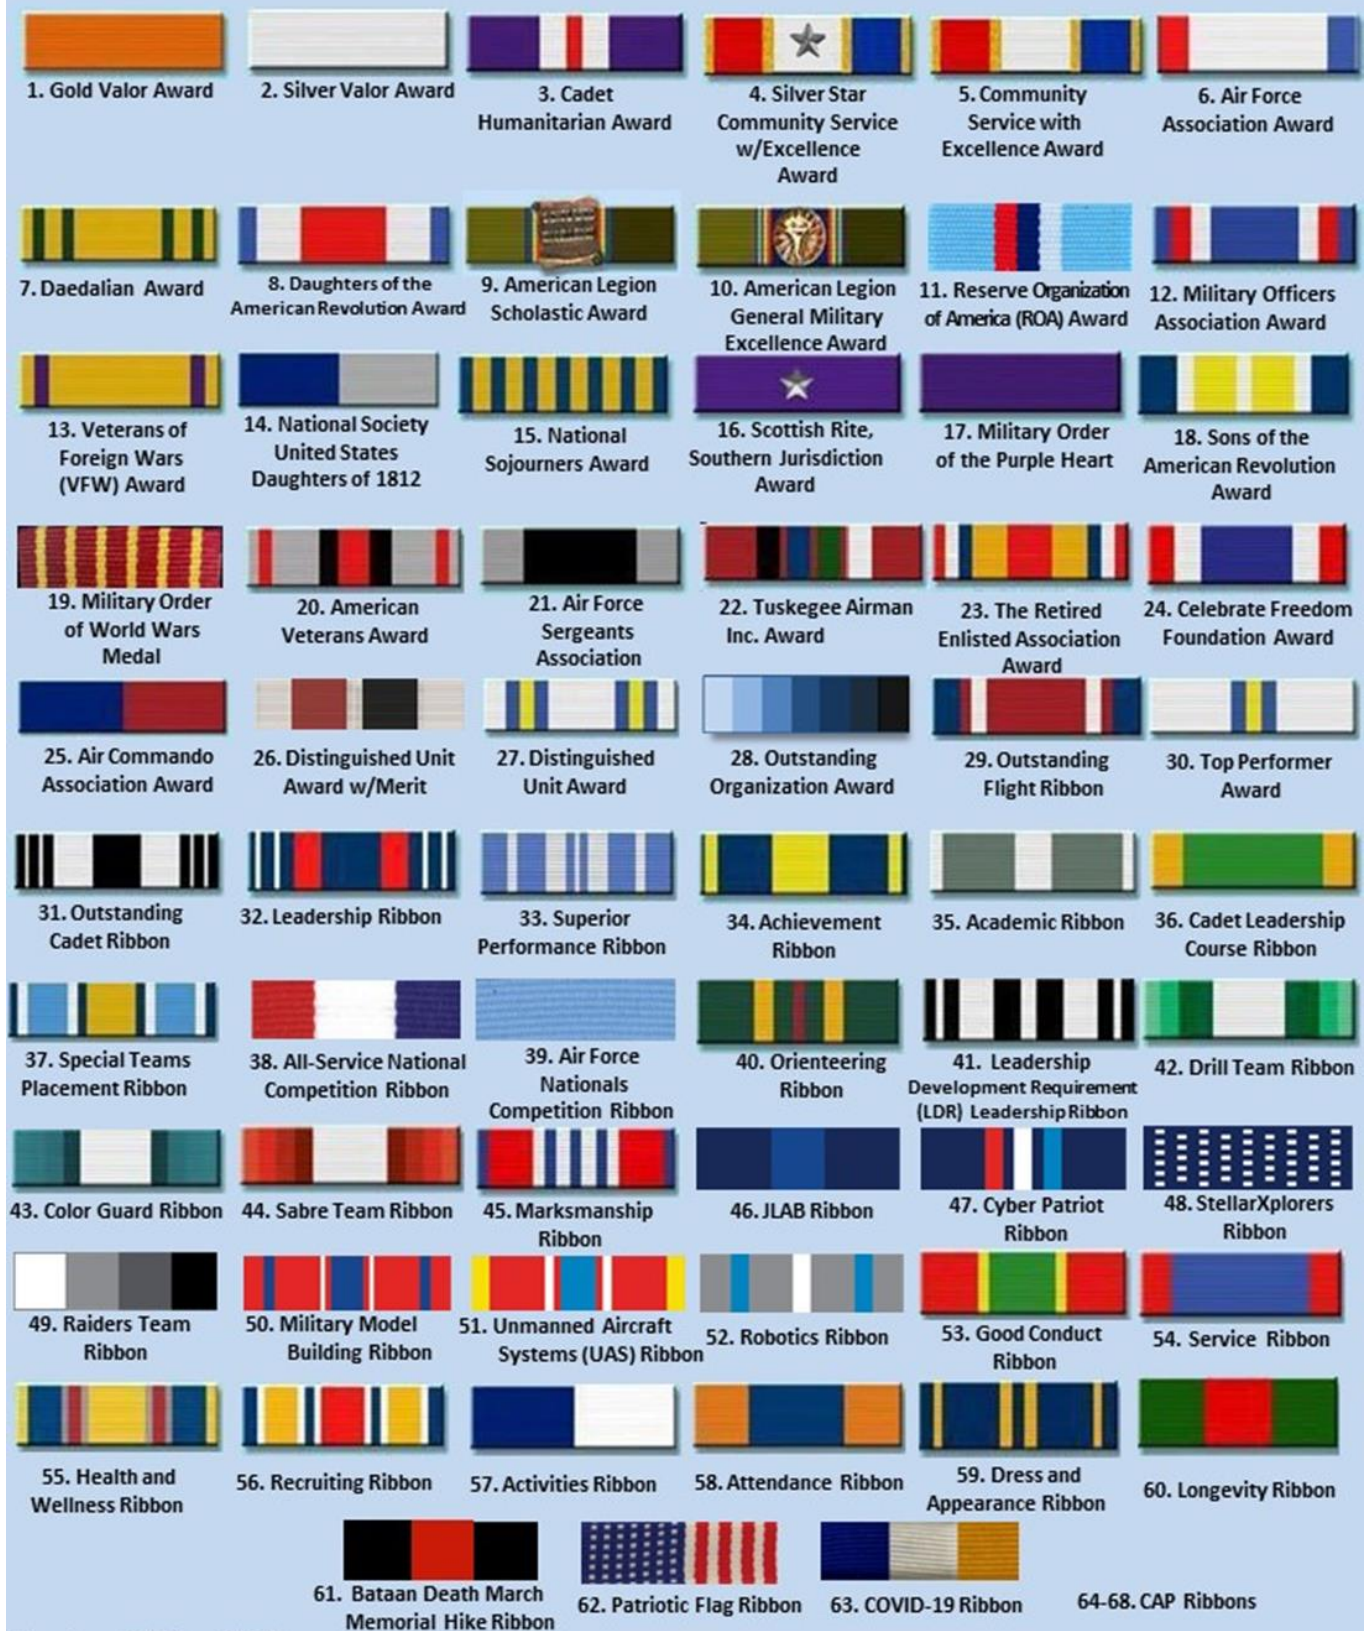 1. Gold Valor Award
2. Silver Valor Award
3. Cadet
Humanitarian Award
4. Silver Star
Community Service
w/Excellence
Award
5. Community
Service with
Excellence Award
6. Air Force
Association Award
7. Daedalian Award
8. Daughters of the
American Revolution Award
9. American Legion
Scholastic Award
10. American Legion
General Military
Excellence Award
11. Reserve Organization
of America (ROA) Award
12. Military Officers
Association Award
13. Veterans of
Foreign Wars
(VFW) Award
14. National Society
United States
Daughters of 1812
15. National
Sojourners Award
16. Scottish Rite,
Southern Jurisdiction
Award
17. Military Order
of the Purple Heart
18. Sons of the
American Revolution
Award
19. Military Order
of World Wars
Medal
20. American
Veterans Award
21. Air Force
Sergeants
Association
22. Tuskegee Airman
Inc. Award
23. The Retired
Enlisted Association
Award
24. Celebrate Freedom
Foundation Award
25. Air Commando
Association Award
26. Distinguished Unit
Award w/Merit
27. Distinguished
Unit Award
28. Outstanding
Organization Award
29. Outstanding
Flight Ribbon
30. Top Performer
Award
31. Outstanding
Cadet Ribbon
32. Leadership Ribbon
33. Superior
Performance Ribbon
34. Achievement
Ribbon
35. Academic Ribbon
36. Cadet Leadership
Course Ribbon
37. Special Teams
Placement Ribbon
38. All-Service National
Competition Ribbon
39. Air Force
Nationals
Competition Ribbon
40. Orienteering
Ribbon
41. Leadership
Development Requirement
(LDR) Leadership Ribbon
42. Drill Team Ribbon
43. Color Guard Ribbon
44. Sabre Team Ribbon
45. Marksmanship
Ribbon
46. JLAB Ribbon
47. Cyber Patriot
Ribbon
48. StellarXplorers
Ribbon
49. Raiders Team
Ribbon
50. Military Model
Building Ribbon
51. Unmanned Aircraft
Systems (UAS) Ribbon
52. Robotics Ribbon
53. Good Conduct
Ribbon
54. Service Ribbon
55. Health and
Wellness Ribbon
56. Recruiting Ribbon
57. Activities Ribbon
58. Attendance Ribbon
59. Dress and
Appearance Ribbon
60. Longevity Ribbon
61. Bataan Death March
Memorial Hike Ribbon
62. Patriotic Flag Ribbon
63. COVID-19 Ribbon
64-68. CAP Ribbons